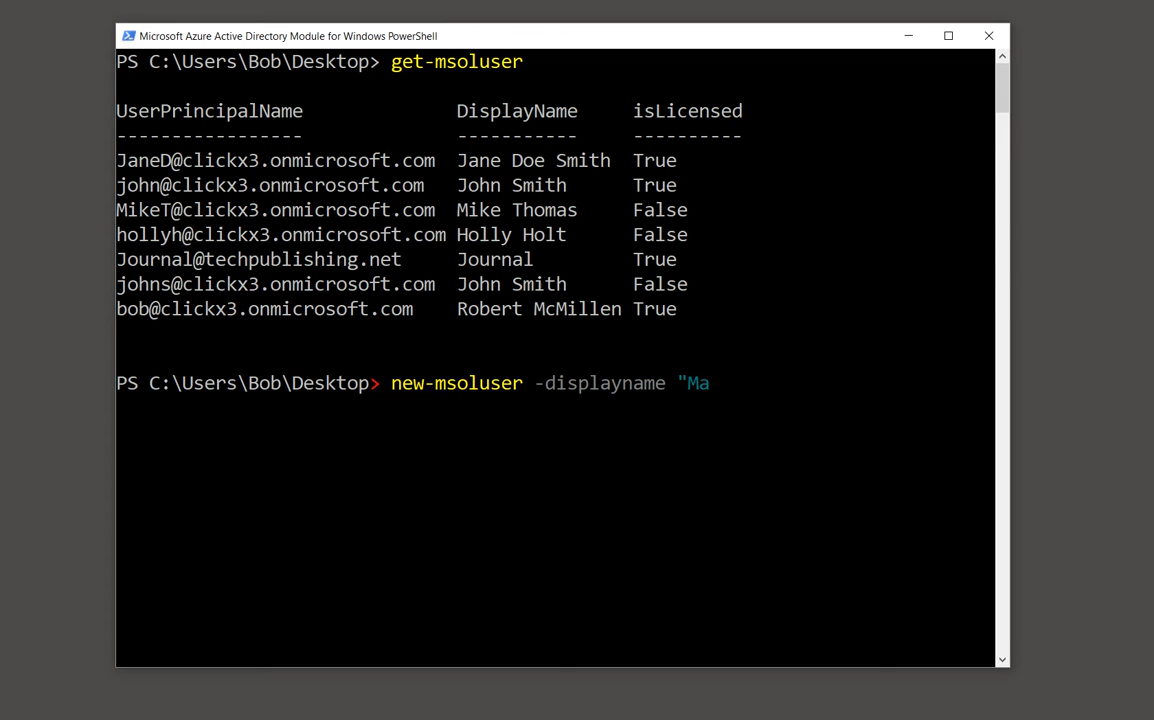 Microsoft Azure Active Directory Module for Windows PowerShell
PS C:\Users\Bob\Desktop> get-msoluser
UserPrincipalName DisplayName isLicensed
----------------- ----------- ----------
JaneD@clickx3.onmicrosoft.com Jane Doe Smith True
john@clickx3.onmicrosoft.com John Smith True
MikeT@clickx3.onmicrosoft.com Mike Thomas False
hollyh@clickx3.onmicrosoft.com Holly Holt False
Journal@techpublishing.net Journal True
johns@clickx3.onmicrosoft.com John Smith False
bob@clickx3.onmicrosoft.com Robert McMillen True
PS C:\Users\Bob\Desktop> new-msoluser -displayname "Ma